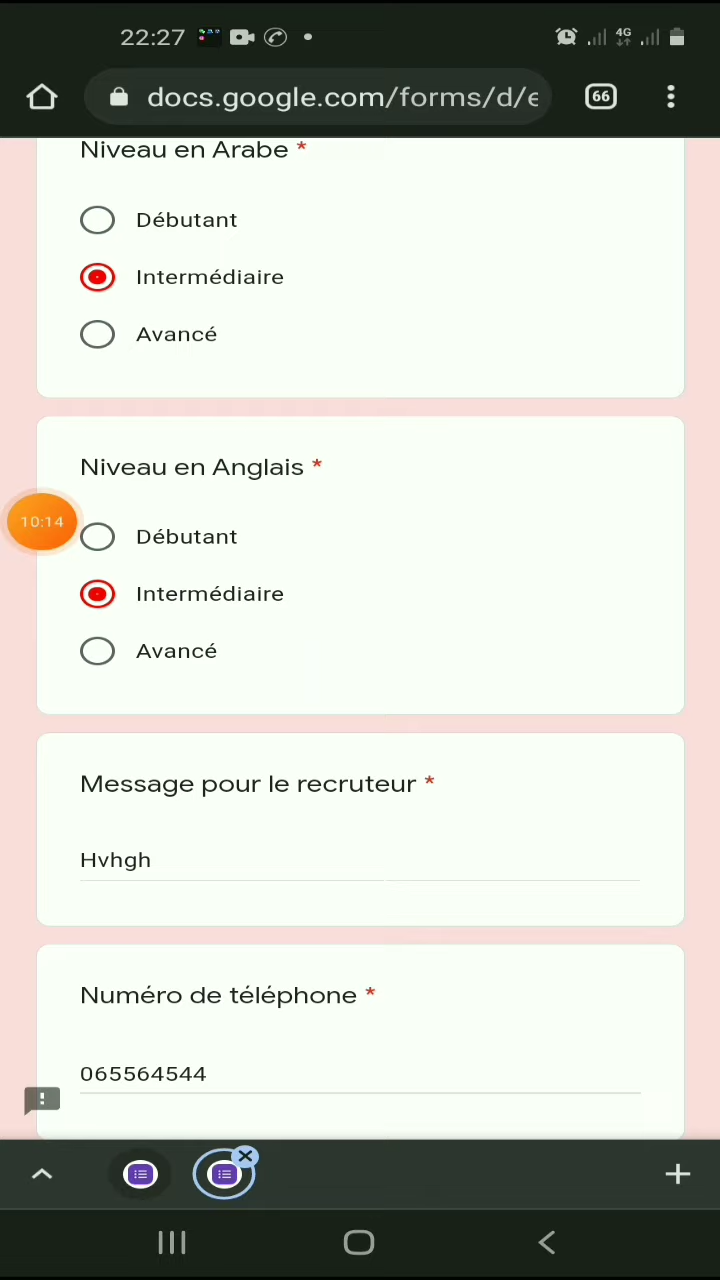 22:27
4G
docs.google.com/forms/d/e
66
Niveau en Arabe *
Débutant
Intermédiaire
Avancé
Niveau en Anglais *
10:14
Débutant
Intermédiaire
Avancé
Message pour le recruteur *
Hvhgh
Numéro de téléphone *
065564544